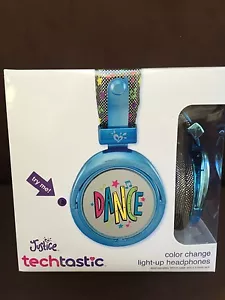 try me!
DANCE
Justice
techtastic
color change
light-up headphones